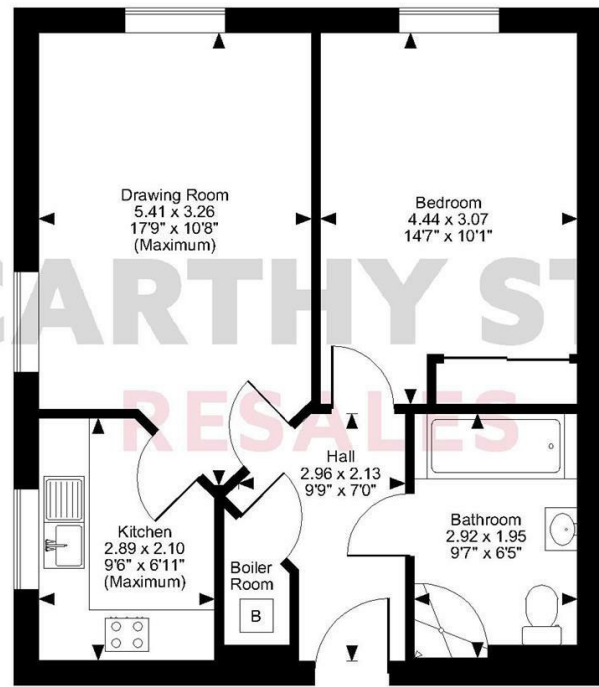 Drawing Room
5.41 x 3.26
17'9" x 10'8"
(Maximum)
Bedroom
4.44 x 3.07
14'7" x 10'1"
CARTHY ST
RESALES
Hall
2.96 x 2.13
9'9" x 7'0"
Kitchen
2.89 x 2.10
9'6" x 6'11"
(Maximum)
Boiler
Room
B
Bathroom
2.92 x 1.95
9'7" x 6'5"